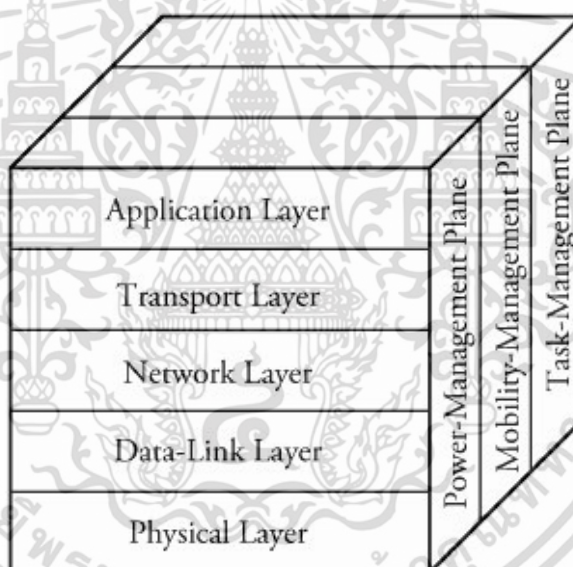 Application Layer
Transport Layer
Network Layer
Data-Link Layer
Physical Layer
Power-Management Plane
Mobility-Management Plane
Task-Management Plane